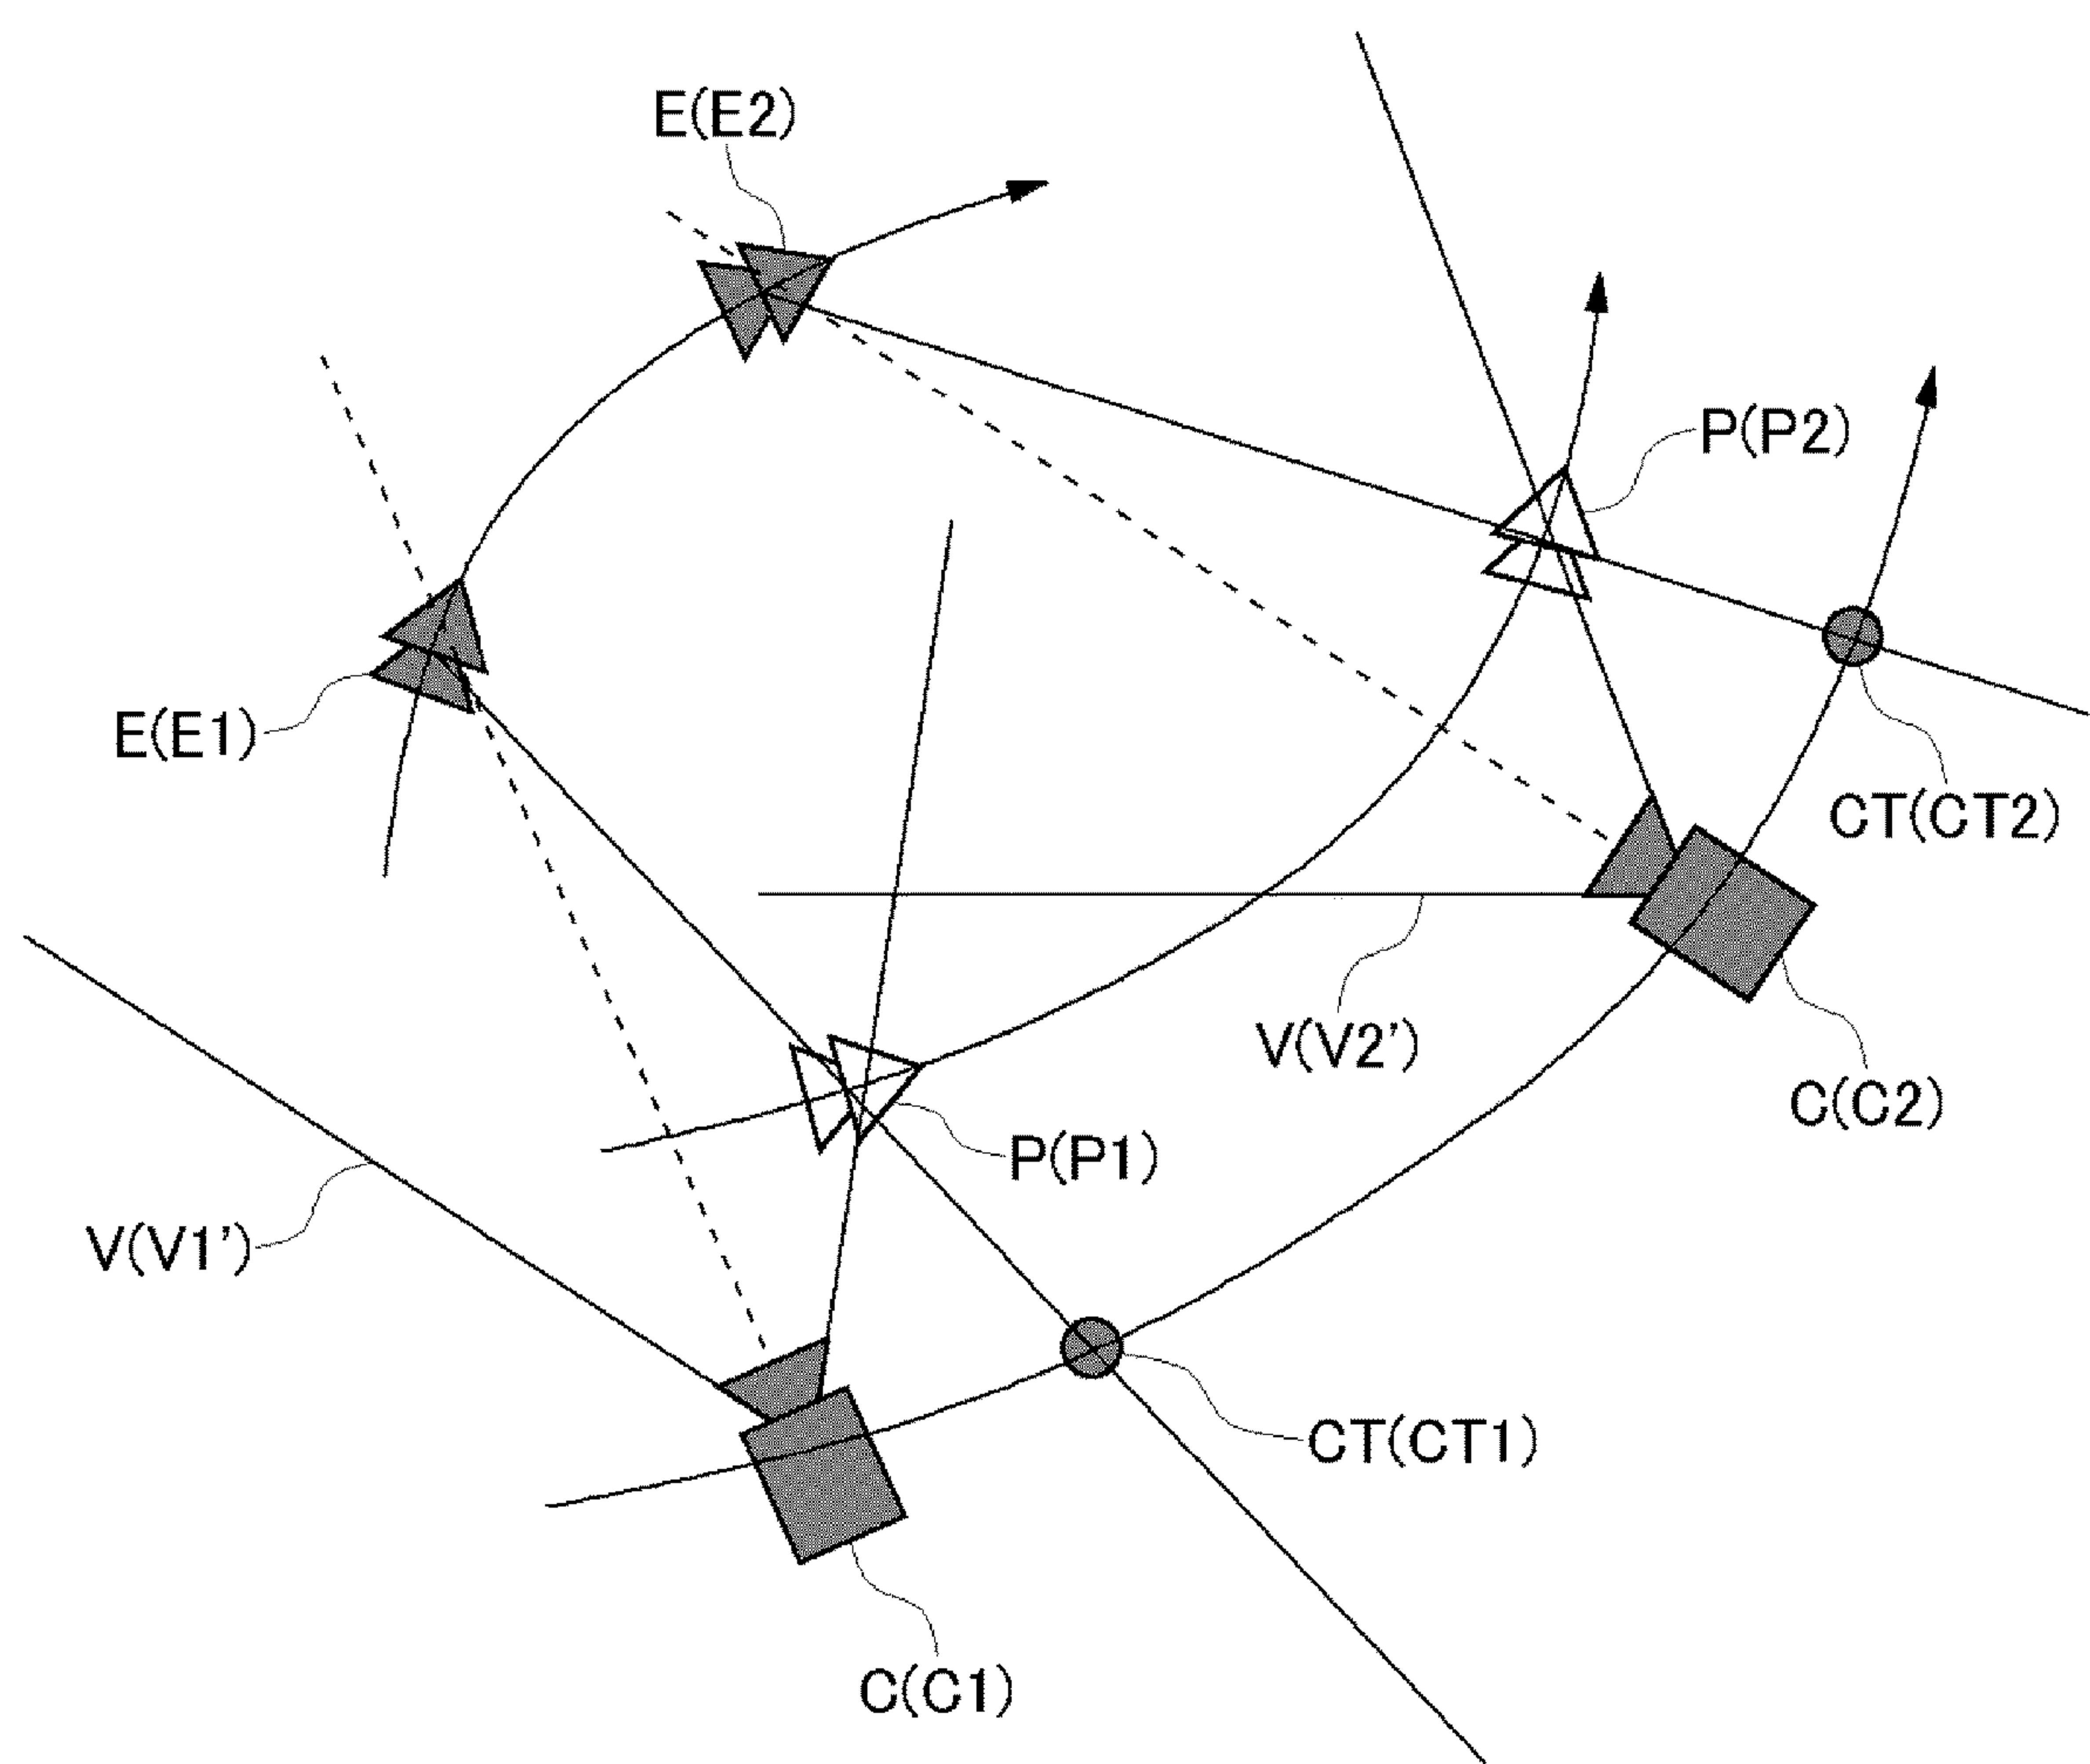 E(E2)
P(P2)
E(E1)
CT(CT2)
V(V2')
C(C2)
P(P1)
V(V1')
CT(CT1)
C(C1)